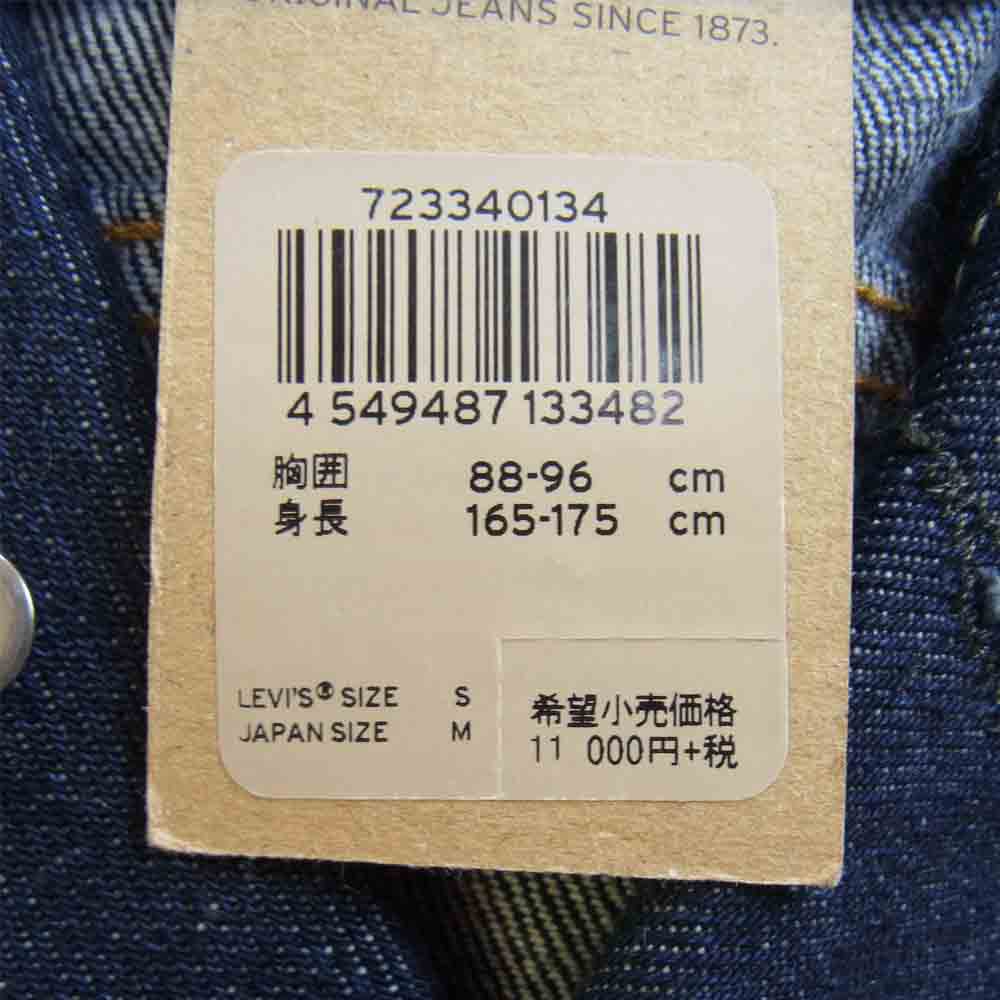 ORIGINAL JEANS SINCE 1873.
723340134
4 549487 133482
胸囲 88-96 cm
身長 165-175 cm
LEVI'S® SIZE S
JAPAN SIZE M
希望小売価格
11 000円+税